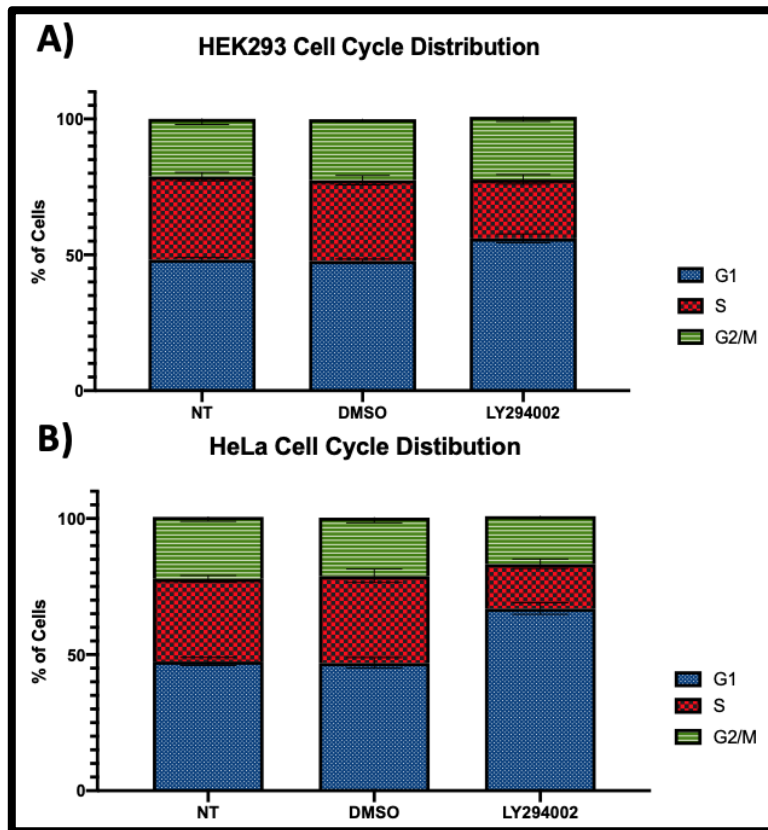 A)
HEK293 Cell Cycle Distribution
% of Cells
100
50
0
NT DMSO LY294002
G1
S
G2/M
B)
HeLa Cell Cycle Distibution
% of Cells
100
50
0
NT DMSO LY294002
G1
S
G2/M